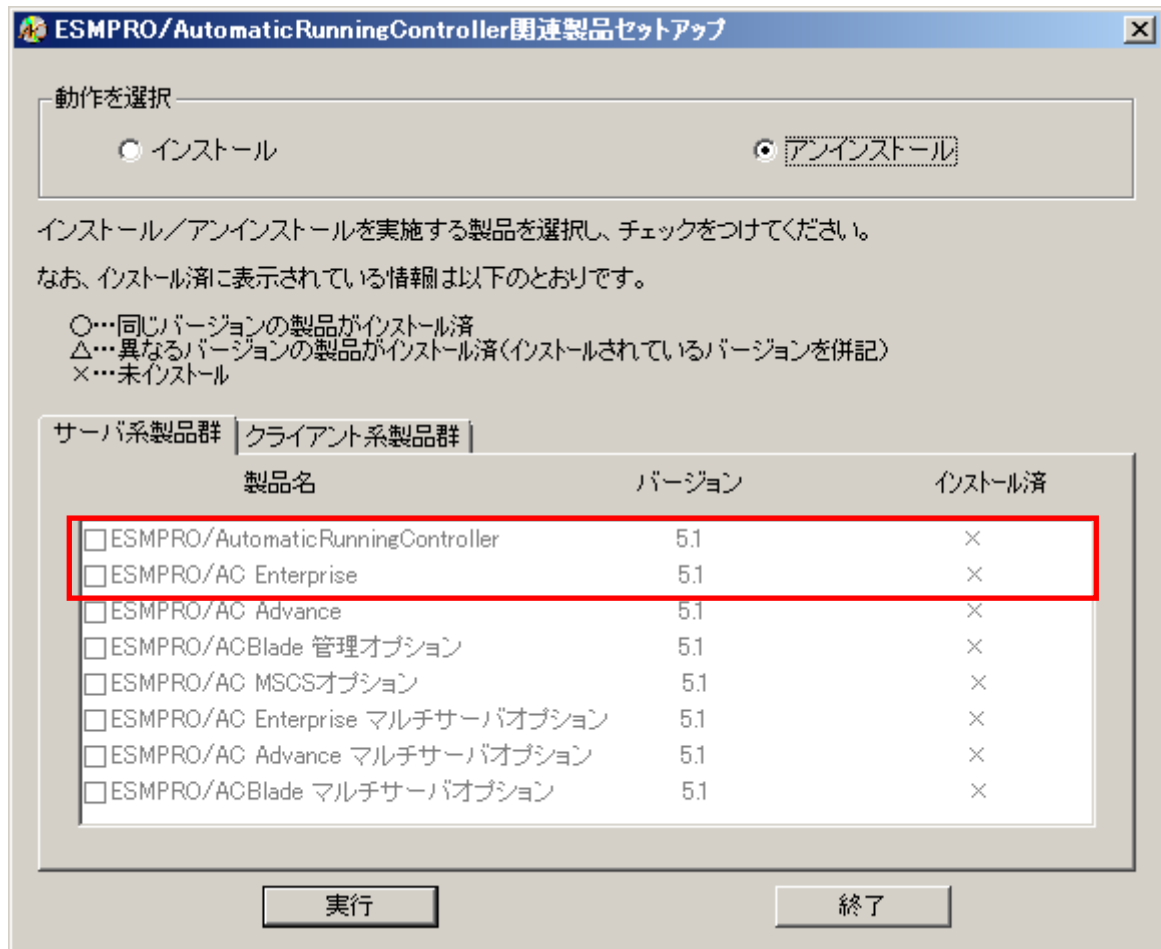 ESMPRO/AutomaticRunningController関連製品セットアップ
動作を選択
インストール アンインストール
インストール／アンインストールを実施する製品を選択し、チェックをつけてください。
なお、インストール済に表示されている情報は以下のとおりです。
○…同じバージョンの製品がインストール済
△…異なるバージョンの製品がインストール済(インストールされているバージョンを併記)
×…未インストール
サーバ系製品群 クライアント系製品群
製品名 バージョン インストール済
ESMPRO/AutomaticRunningController 5.1 ×
ESMPRO/AC Enterprise 5.1 ×
ESMPRO/AC Advance 5.1 ×
ESMPRO/ACBlade 管理オプション 5.1 ×
ESMPRO/AC MSCSオプション 5.1 ×
ESMPRO/AC Enterprise マルチサーバオプション 5.1 ×
ESMPRO/AC Advance マルチサーバオプション 5.1 ×
ESMPRO/ACBlade マルチサーバオプション 5.1 ×
実行 終了